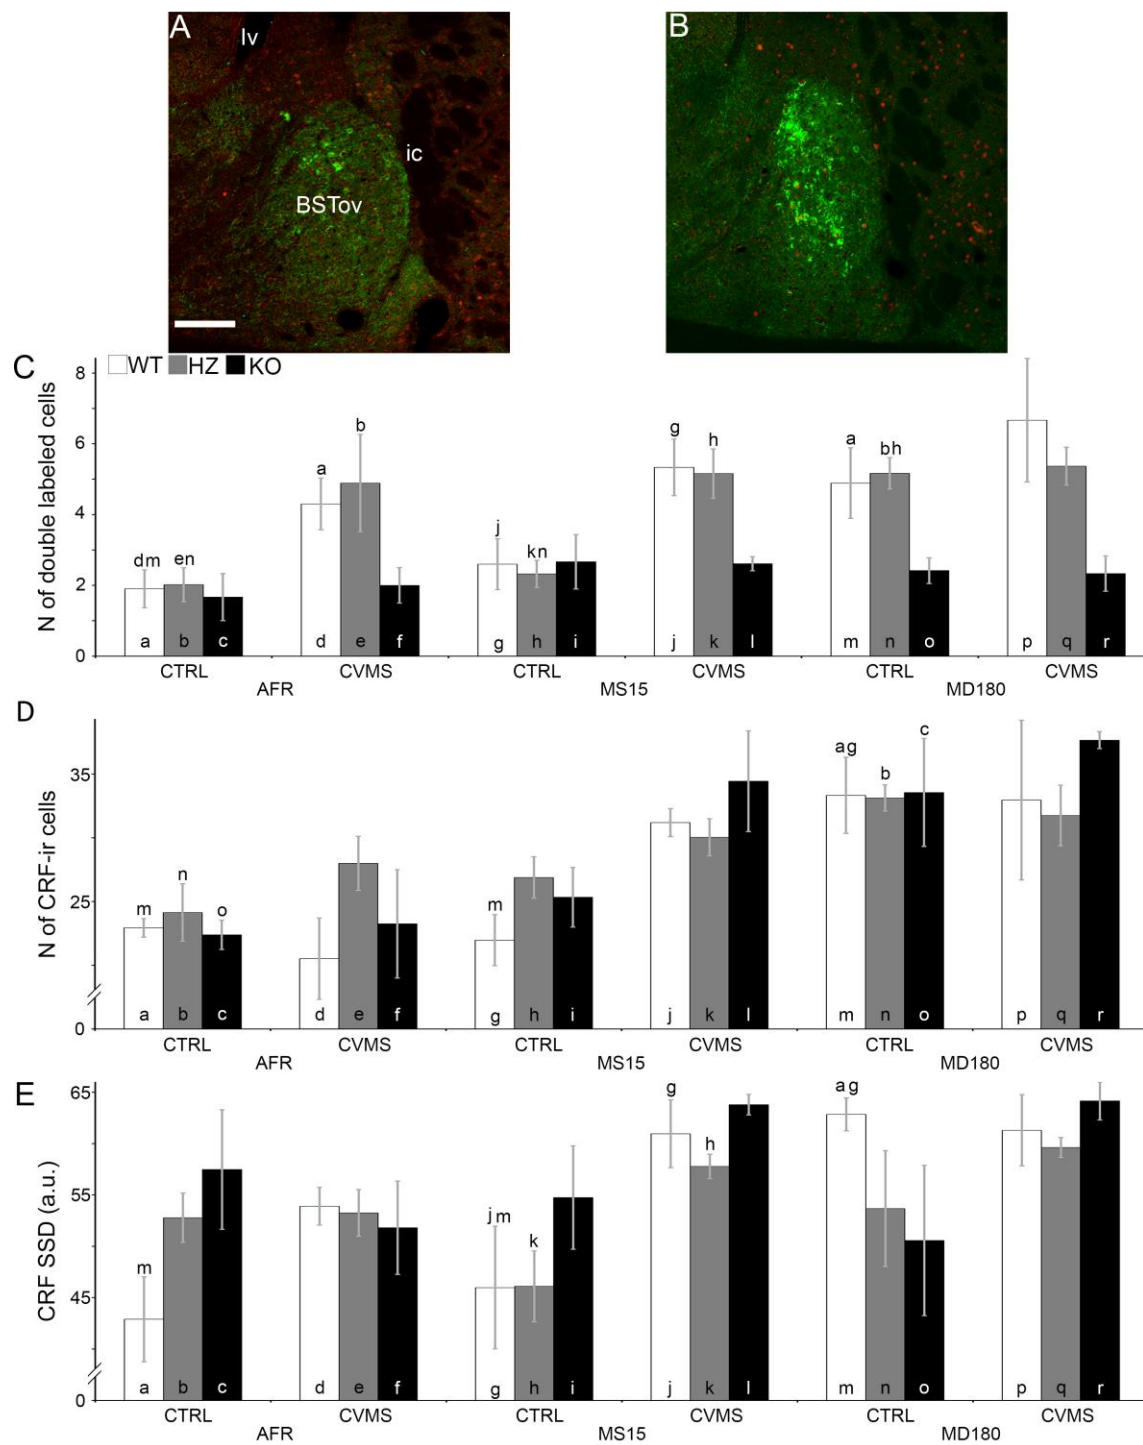 A
lv
ic
BSTov
B
C
WT HZ KO
N of double labeled cells
8
6
4
2
0
dm en a b j kn g h a bh
a b c d e f g h i j k l m n o p q r
CTRL CVMS CTRL CVMS CTRL CVMS
AFR MS15 MD180
D
N of CRF-ir cells
35
25
0
m n o m ag b c
a b c d e f g h i j k l m n o p q r
CTRL CVMS CTRL CVMS CTRL CVMS
AFR MS15 MD180
E
CRF SSD (a.u.)
65
55
45
0
m jm k g h ag
a b c d e f g h i j k l m n o p q r
CTRL CVMS CTRL CVMS CTRL CVMS
AFR MS15 MD180